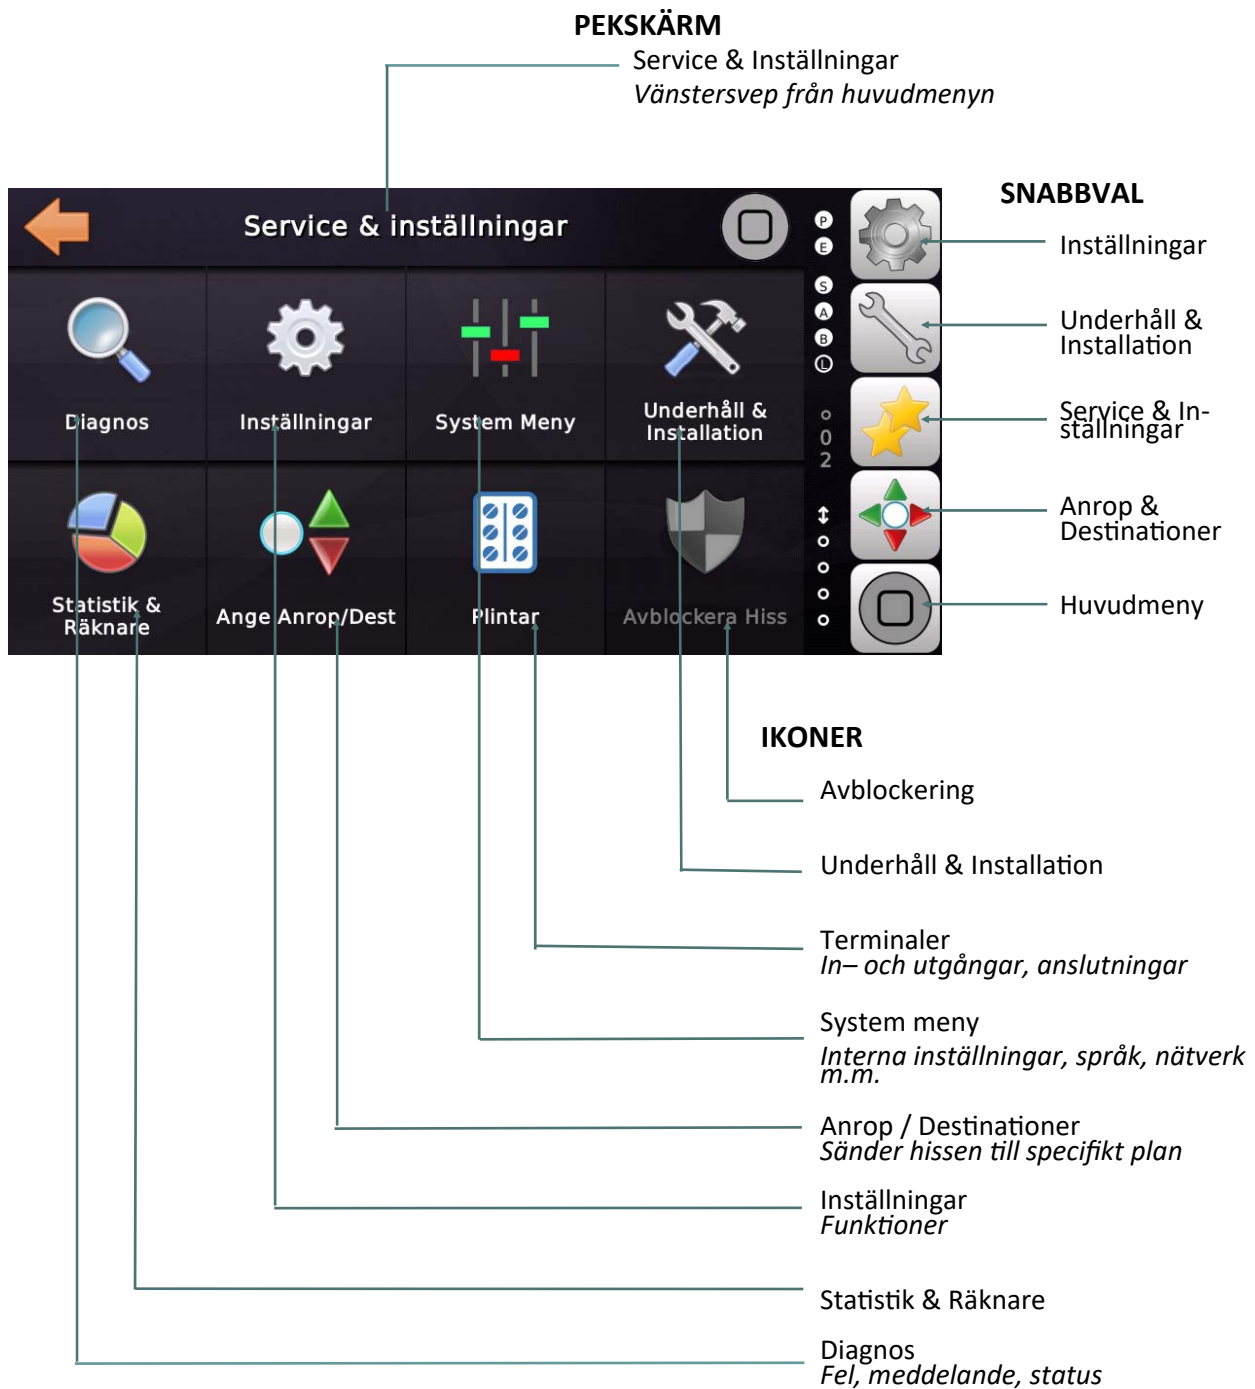 PEKSKÄRM
Service & Inställningar
Vänstersvep från huvudmenyn
SNABBVAL
Service & inställningar
P
E
S
A
B
L
0
2
Inställningar
Underhåll &
Installation
Service & In-
ställningar
Anrop &
Destinationer
Huvudmeny
Diagnos
Inställningar
System Meny
Underhåll &
Installation
Statistik &
Räknare
Ange Anrop/Dest
Plintar
Avblockera Hiss
IKONER
Avblockering
Underhåll & Installation
Terminaler
In– och utgångar, anslutningar
System meny
Interna inställningar, språk, nätverk
m.m.
Anrop / Destinationer
Sänder hissen till specifikt plan
Inställningar
Funktioner
Statistik & Räknare
Diagnos
Fel, meddelande, status